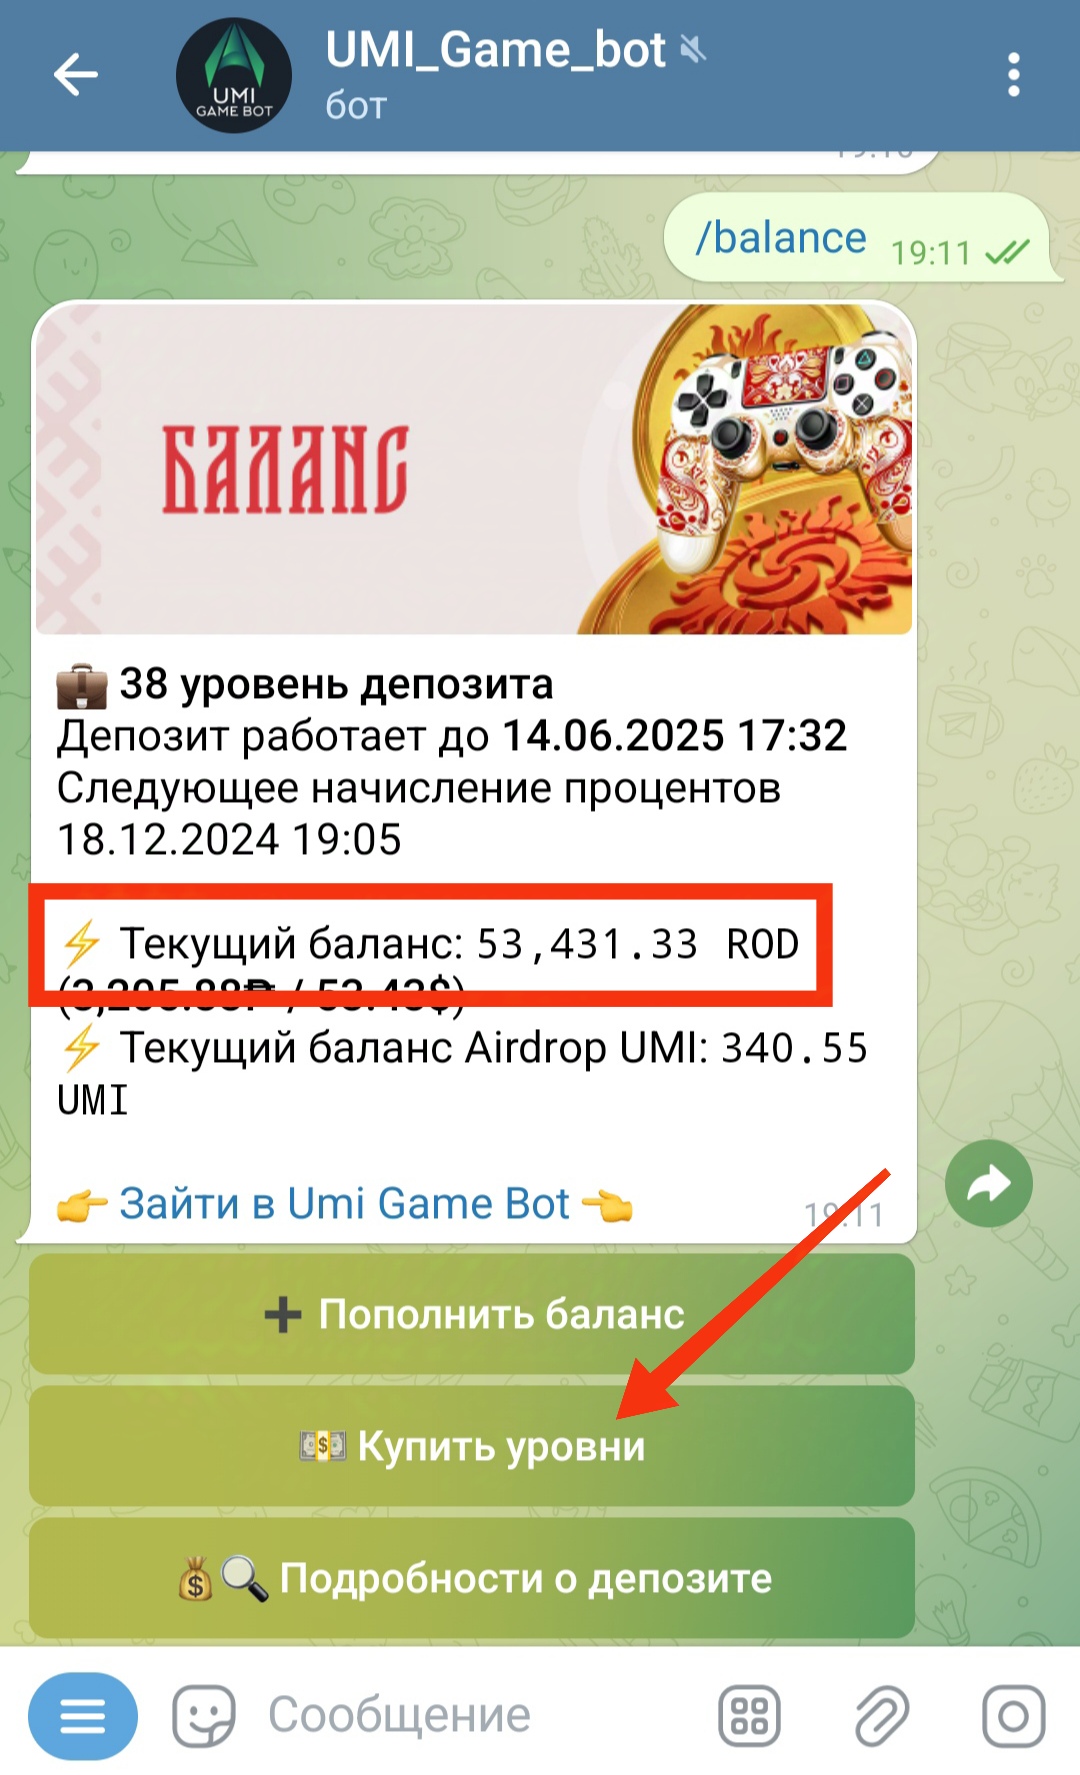 UMI_Game_bot
бот
UMI
GAME BOT
/balance 19:11
БАЛАНС
38 уровень депозита
Депозит работает до 14.06.2025 17:32
Следующее начисление процентов
18.12.2024 19:05
Текущий баланс: 53,431.33 ROD
Текущий баланс Airdrop UMI: 340.55
UMI
Зайти в Umi Game Bot
19:11
Пополнить баланс
Купить уровни
Подробности о депозите
Сообщение